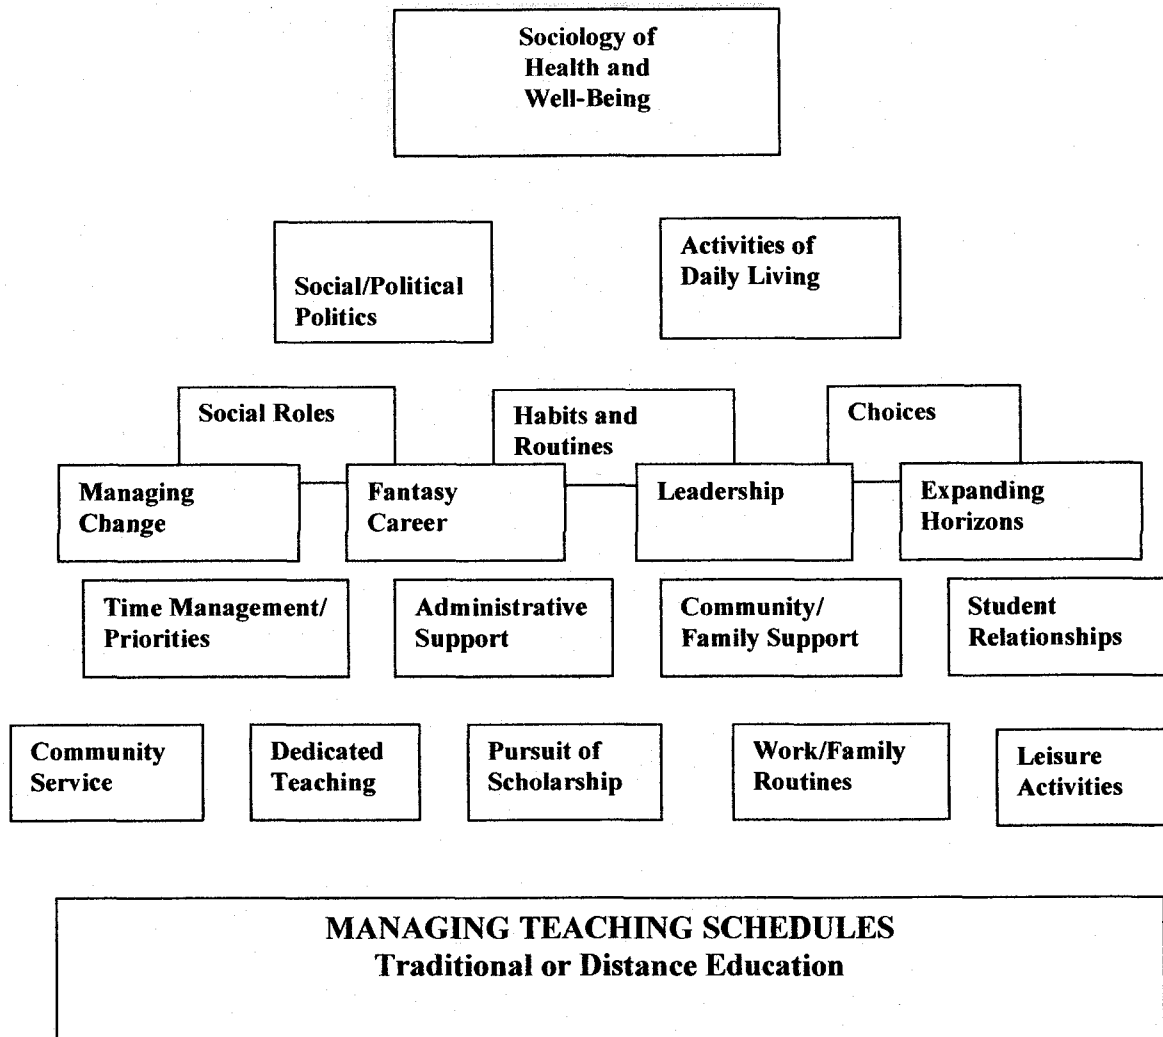 Sociology of
Health and
Well-Being
Social/Political
Politics
Activities of
Daily Living
Social Roles
Habits and
Routines
Choices
Managing
Change
Fantasy
Career
Leadership
Expanding
Horizons
Time Management/
Priorities
Administrative
Support
Community/
Family Support
Student
Relationships
Community
Service
Dedicated
Teaching
Pursuit of
Scholarship
Work/Family
Routines
Leisure
Activities
MANAGING TEACHING SCHEDULES
Traditional or Distance Education